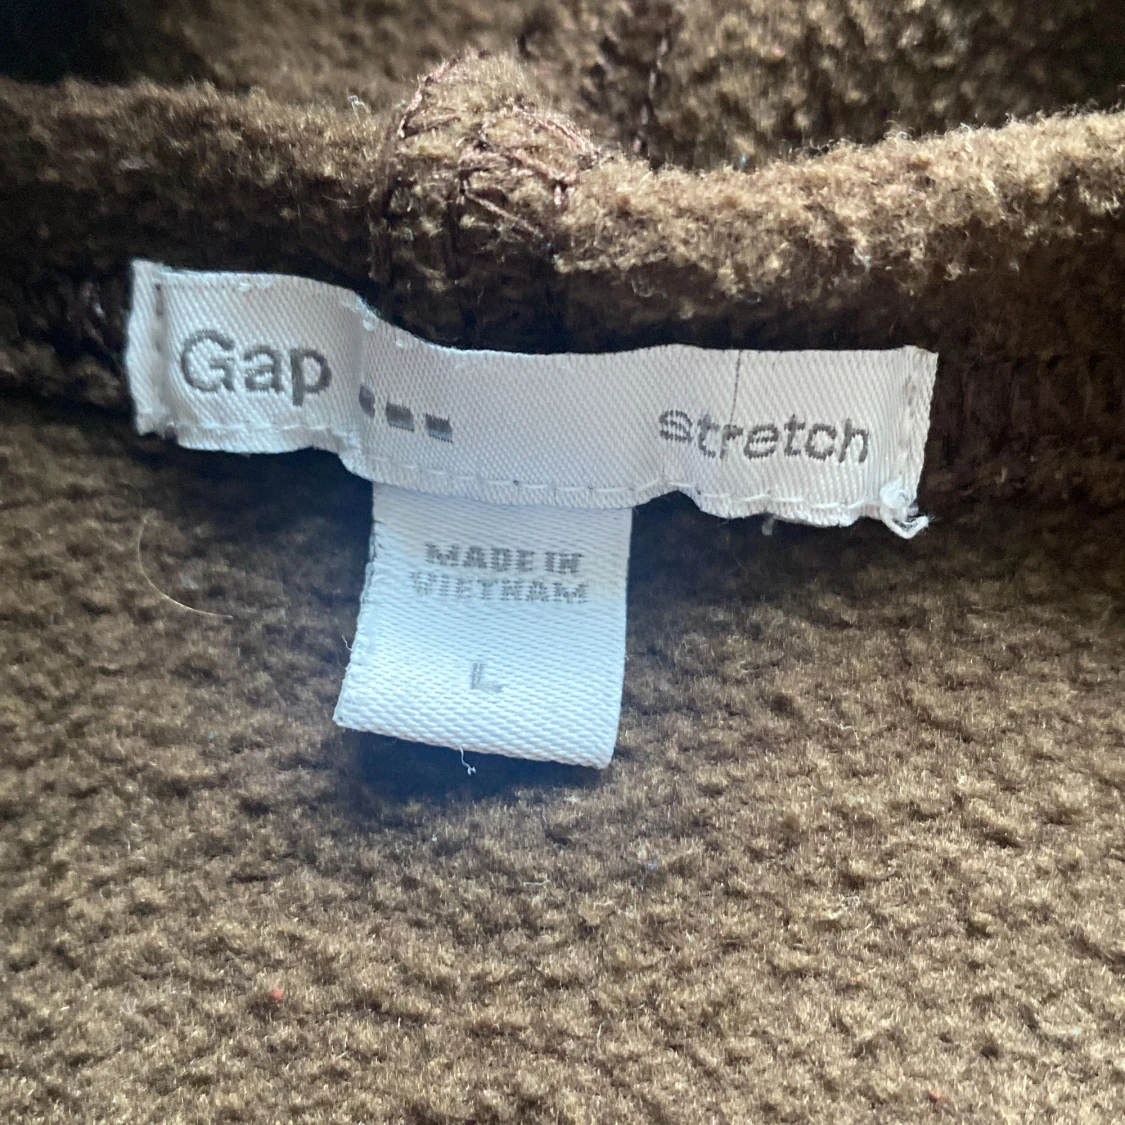 Gap stretch
MADE IN
VIETNAM
L